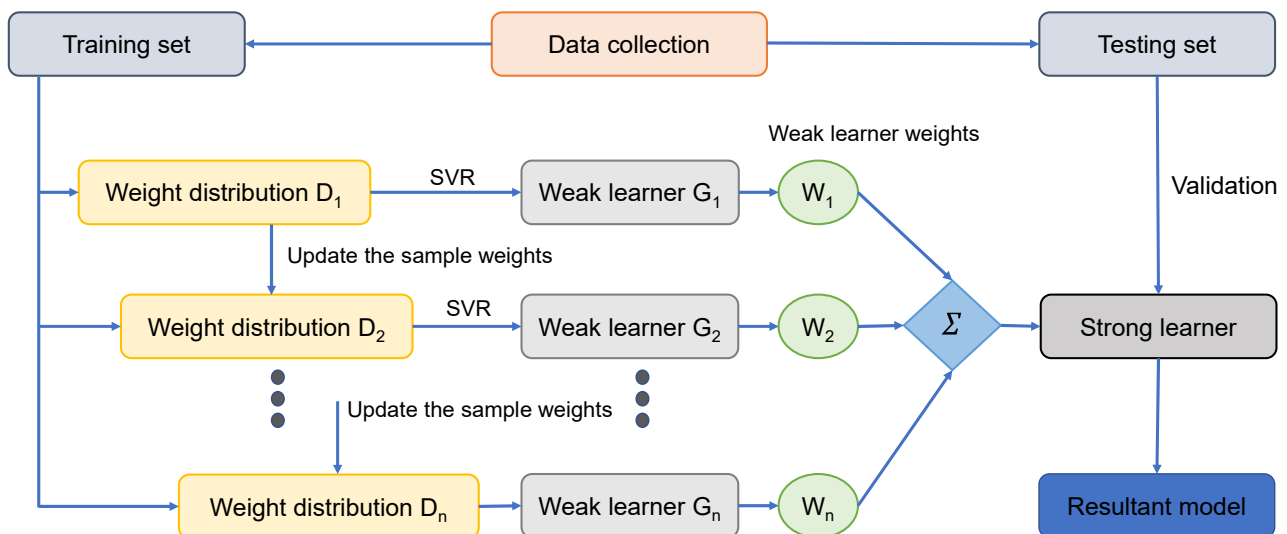 Training set
Data collection
Testing set
Weak learner weights
Weight distribution D₁
SVR
Weak learner G₁
W₁
Validation
Update the sample weights
Weight distribution D₂
SVR
Weak learner G₂
W₂
Σ
Strong learner
Update the sample weights
Weight distribution Dₙ
Weak learner Gₙ
Wₙ
Resultant model